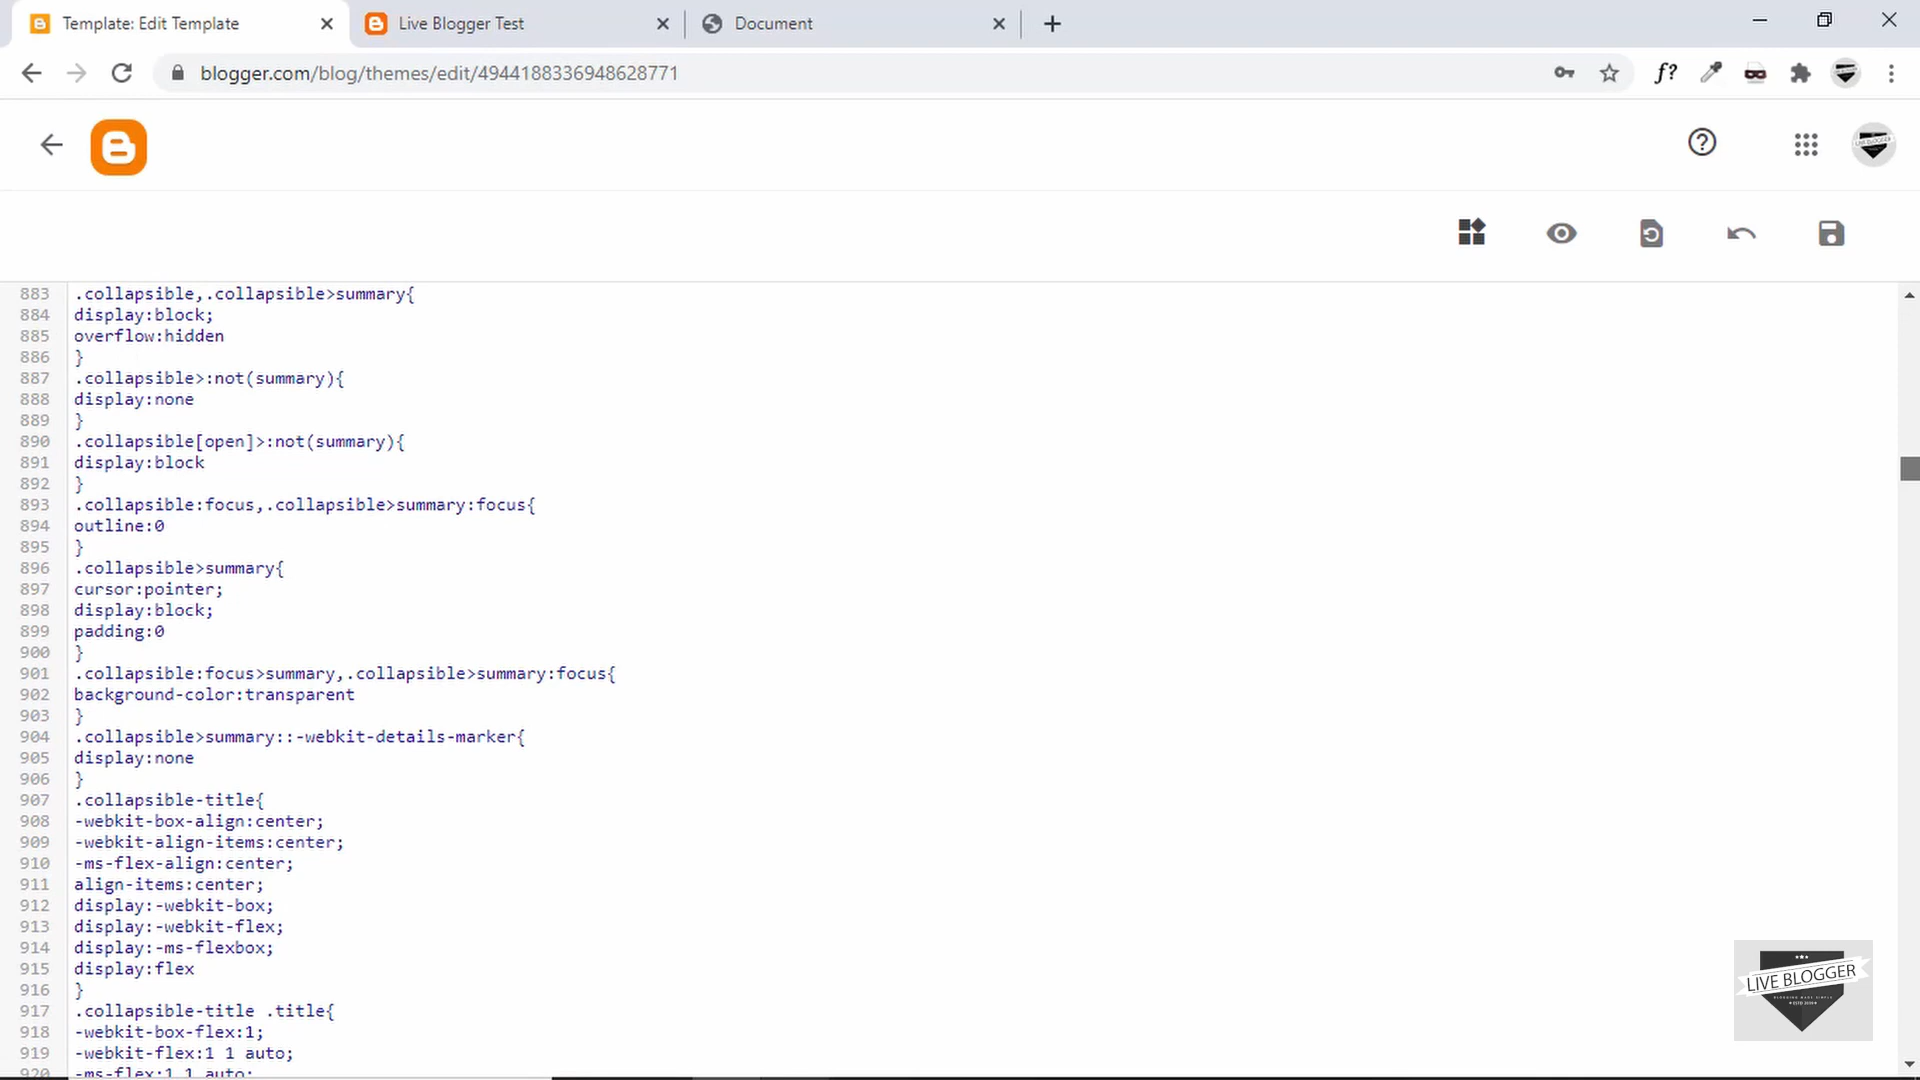 Template: Edit Template
Live Blogger Test
Document
blogger.com/blog/themes/edit/4944188336948628771
f?
883 .collapsible,.collapsible>summary{
884 display:block;
885 overflow:hidden
886 }
887 .collapsible>:not(summary){
888 display:none
889 }
890 .collapsible[open]>:not(summary){
891 display:block
892 }
893 .collapsible:focus,.collapsible>summary:focus{
894 outline:0
895 }
896 .collapsible>summary{
897 cursor:pointer;
898 display:block;
899 padding:0
900 }
901 .collapsible:focus>summary,.collapsible>summary:focus{
902 background-color:transparent
903 }
904 .collapsible>summary::-webkit-details-marker{
905 display:none
906 }
907 .collapsible-title{
908 -webkit-box-align:center;
909 -webkit-align-items:center;
910 -ms-flex-align:center;
911 align-items:center;
912 display:-webkit-box;
913 display:-webkit-flex;
914 display:-ms-flexbox;
915 display:flex
916 }
917 .collapsible-title .title{
918 -webkit-box-flex:1;
919 -webkit-flex:1 1 auto;
920 -ms-flex:1 1 auto;
LIVE BLOGGER